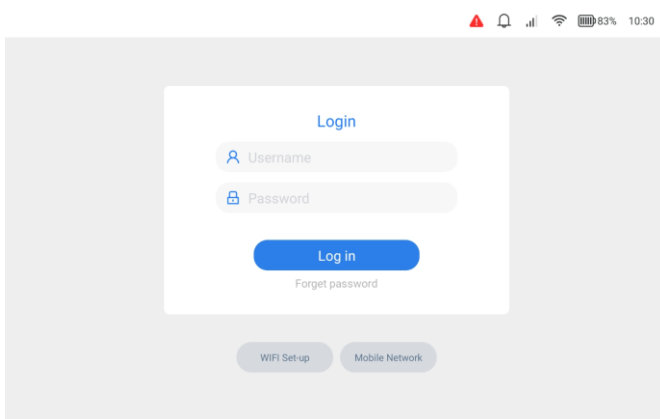 83% 10:30
Login
Username
Password
Log in
Forget password
WIFI Set-up Mobile Network